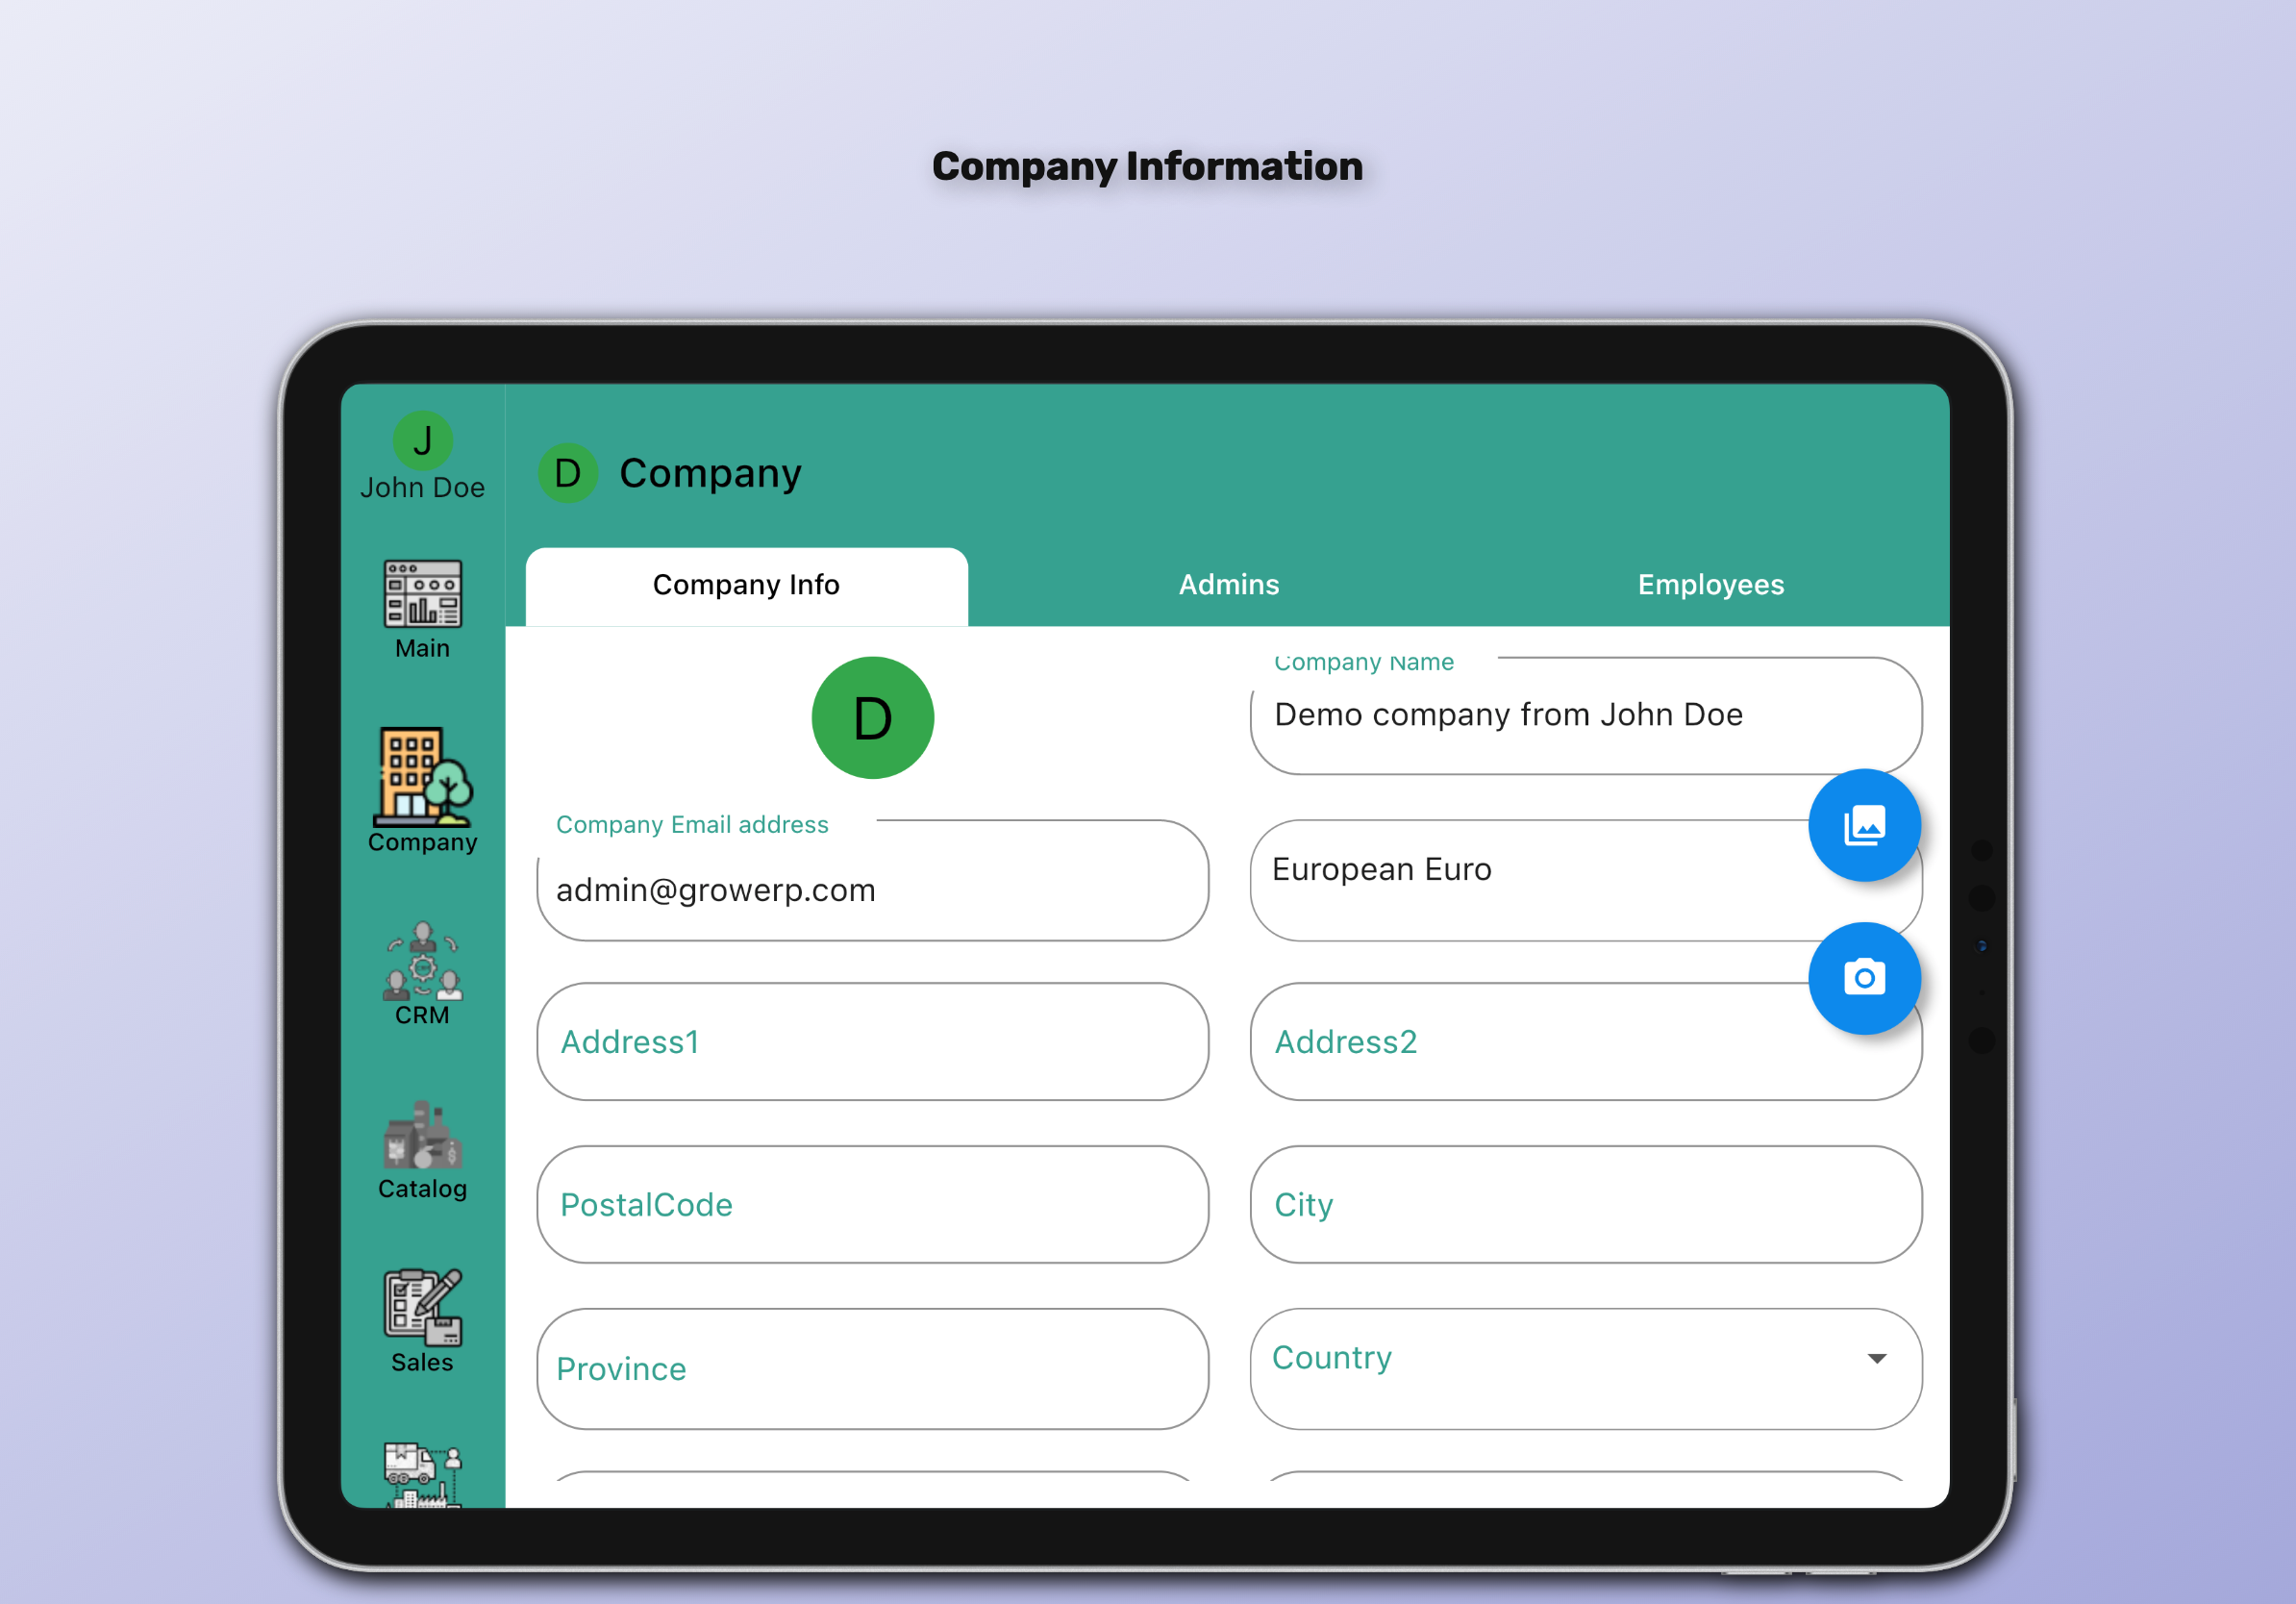 Company Information
J
John Doe
D
Company
Main
Company
CRM
Catalog
Sales
Company Info
Admins
Employees
D
Company Name
Demo company from John Doe
Company Email address
admin@growerp.com
European Euro
Address1
Address2
PostalCode
City
Province
Country